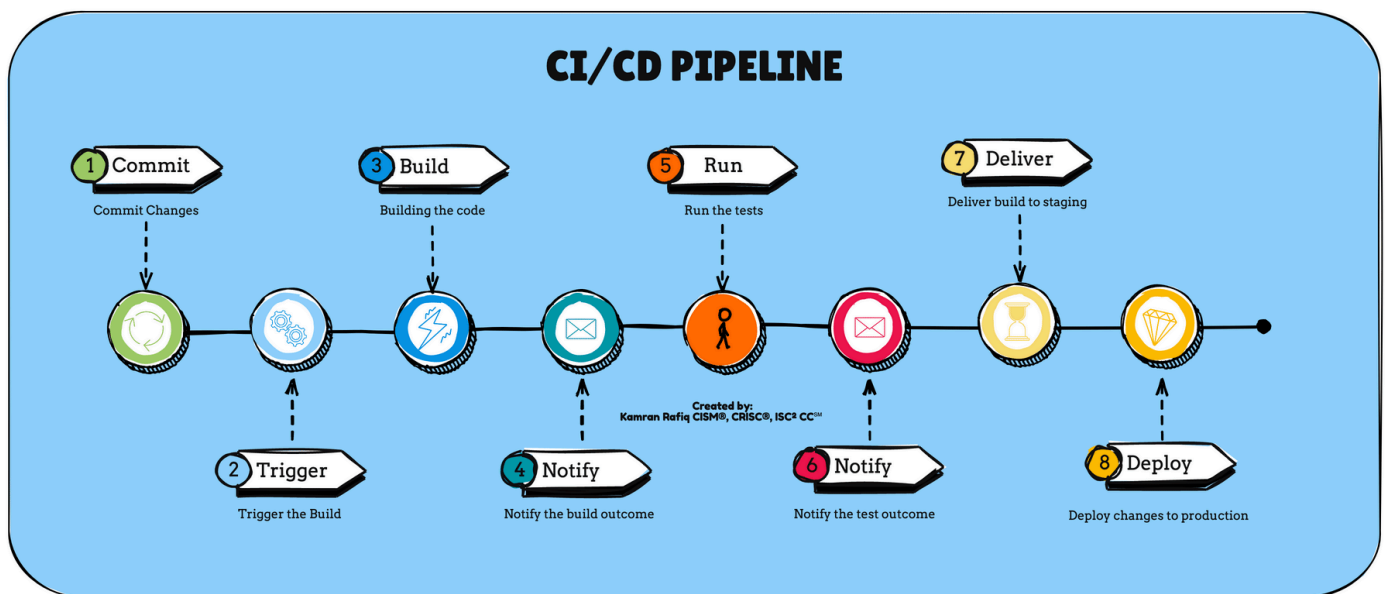 CI/CD PIPELINE
1 Commit
Commit Changes
3 Build
Building the code
5 Run
Run the tests
7 Deliver
Deliver build to staging
Created by:
Kamran Rafiq CISM®, CRISC®, ISC² CC℠
2 Trigger
Trigger the Build
4 Notify
Notify the build outcome
6 Notify
Notify the test outcome
8 Deploy
Deploy changes to production